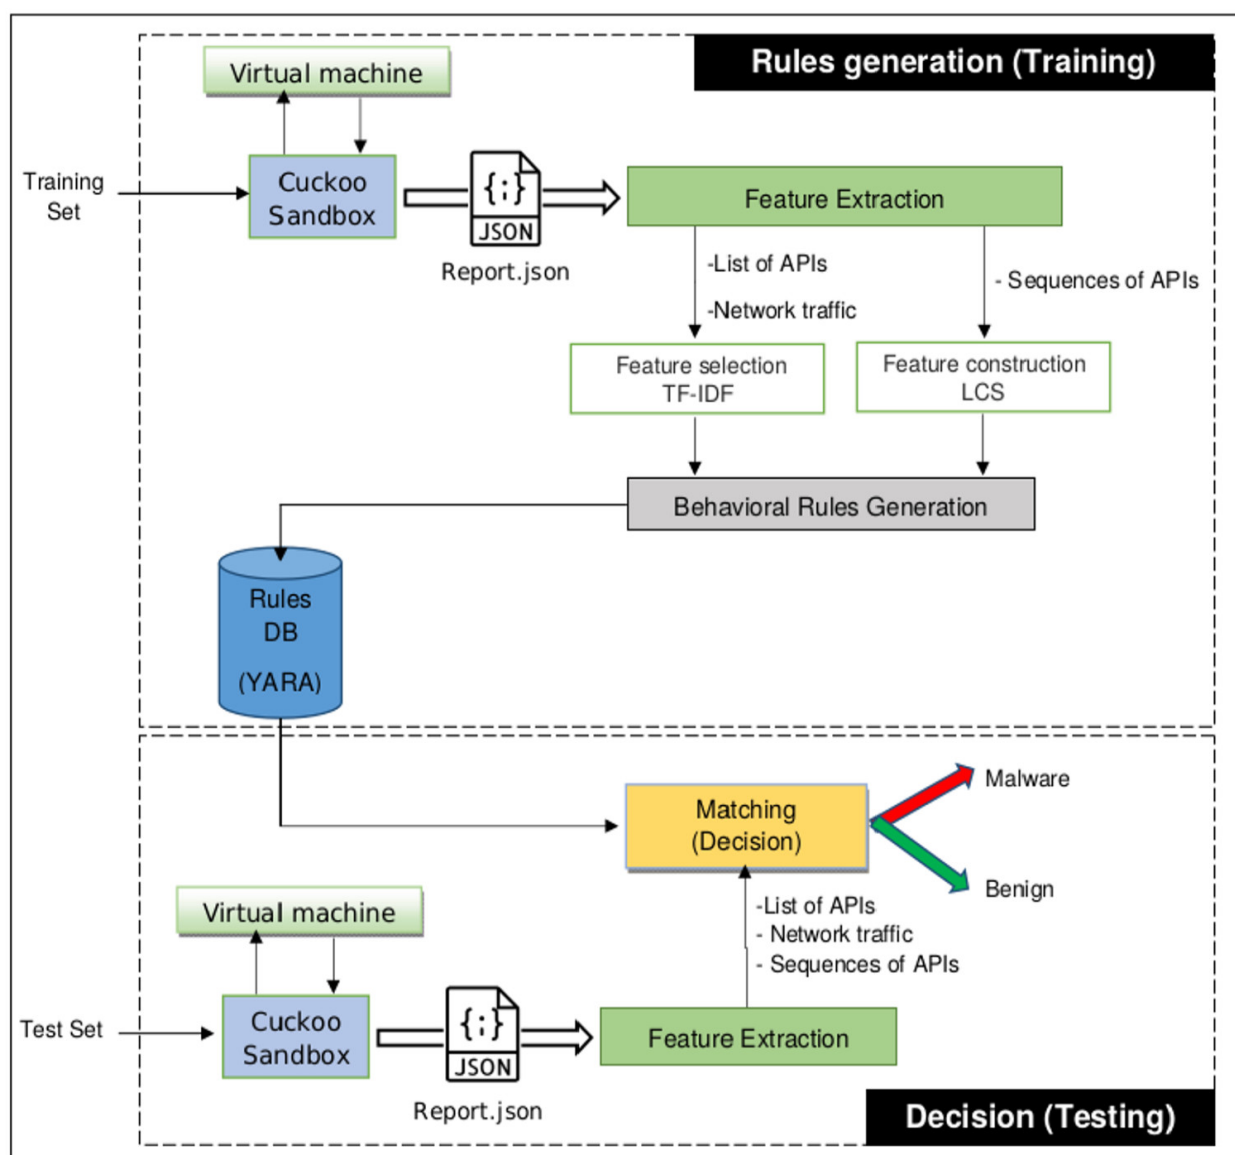 Rules generation (Training)
Virtual machine
Training
Set
Cuckoo
Sandbox
{;}
JSON
Report.json
Feature Extraction
-List of APIs
-Network traffic
- Sequences of APIs
Feature selection
TF-IDF
Feature construction
LCS
Behavioral Rules Generation
Rules
DB
(YARA)
Matching
(Decision)
Malware
Benign
-List of APIs
- Network traffic
- Sequences of APIs
Virtual machine
Test Set
Cuckoo
Sandbox
{;}
JSON
Report.json
Feature Extraction
Decision (Testing)